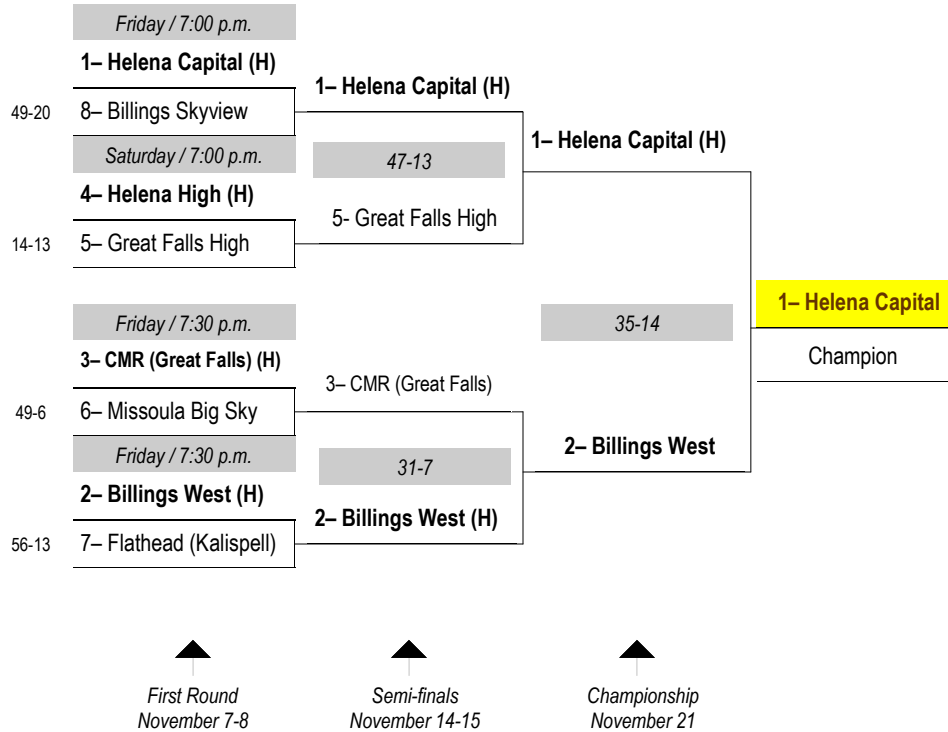 Friday / 7:00 p.m.
1– Helena Capital (H)
49-20
8– Billings Skyview
Saturday / 7:00 p.m.
4– Helena High (H)
14-13
5– Great Falls High
Friday / 7:30 p.m.
3– CMR (Great Falls) (H)
49-6
6– Missoula Big Sky
Friday / 7:30 p.m.
2– Billings West (H)
56-13
7– Flathead (Kalispell)
1– Helena Capital (H)
47-13
5- Great Falls High
3– CMR (Great Falls)
31-7
2– Billings West (H)
1– Helena Capital (H)
35-14
2– Billings West
1– Helena Capital
Champion
First Round
November 7-8
Semi-finals
November 14-15
Championship
November 21